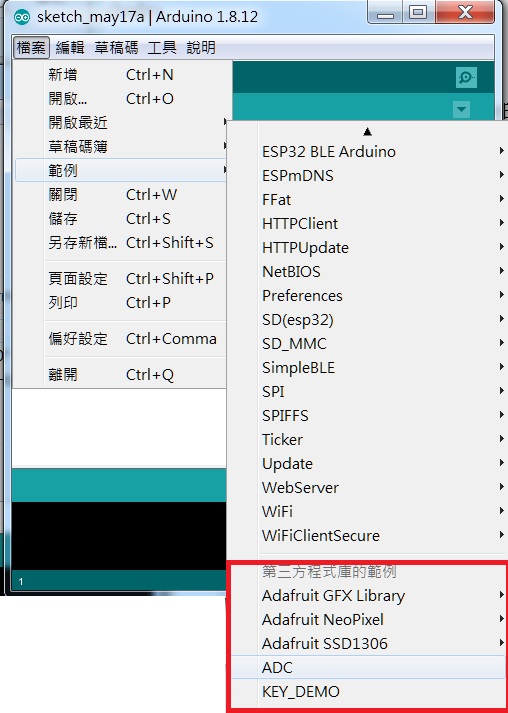 sketch_may17a | Arduino 1.8.12
檔案 編輯 草稿碼 工具 說明
新增 Ctrl+N
開啟... Ctrl+O
開啟最近
草稿碼簿
範例
關閉 Ctrl+W
儲存 Ctrl+S
另存新檔... Ctrl+Shift+S
頁面設定 Ctrl+Shift+P
列印 Ctrl+P
偏好設定 Ctrl+Comma
離開 Ctrl+Q
ESP32 BLE Arduino
ESPmDNS
FFat
HTTPClient
HTTPUpdate
NetBIOS
Preferences
SD(esp32)
SD_MMC
SimpleBLE
SPI
SPIFFS
Ticker
Update
WebServer
WiFi
WiFiClientSecure
第三方程式庫的範例
Adafruit GFX Library
Adafruit NeoPixel
Adafruit SSD1306
ADC
KEY_DEMO
1